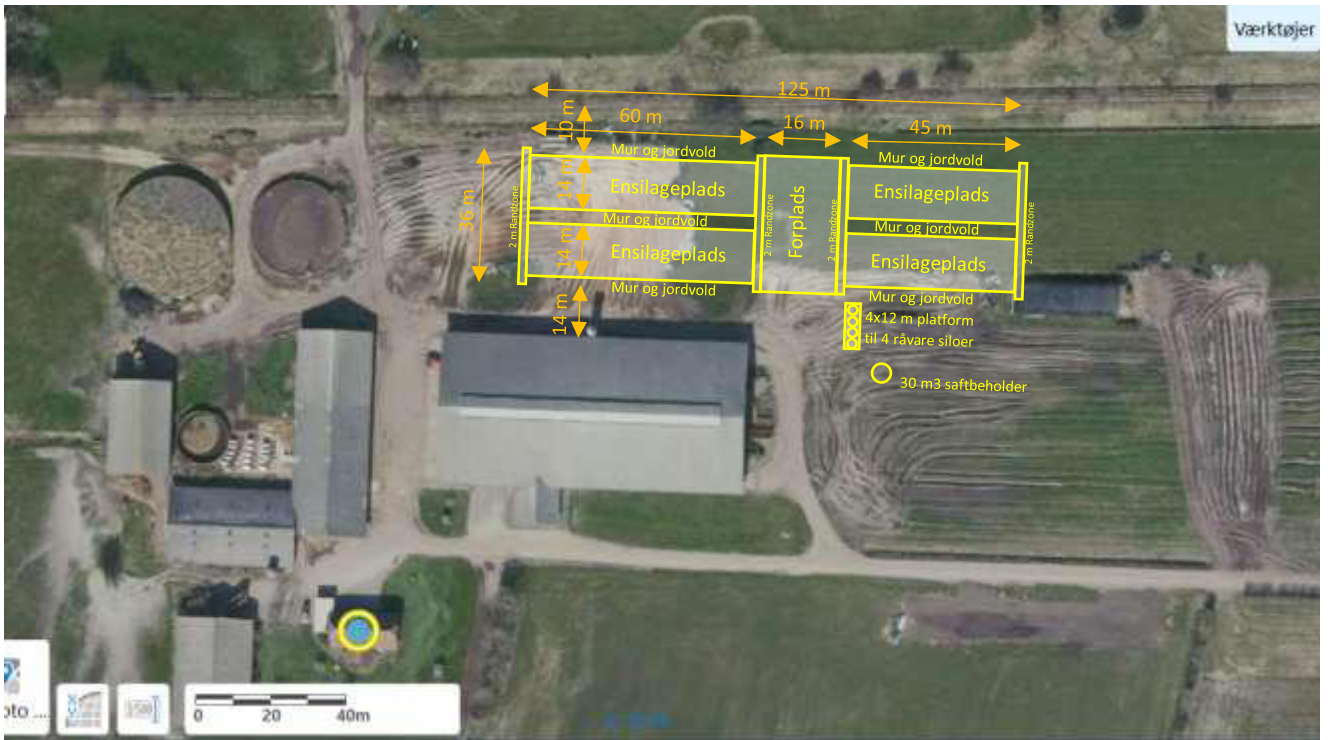 Værktøjer
125 m
10 m
60 m
16 m
45 m
Mur og jordvold
Mur og jordvold
36 m
2 m Randzone
14 m
Ensilageplads
2 m Randzone
Forplads
2 m Randzone
Ensilageplads
2 m Randzone
Mur og jordvold
Mur og jordvold
14 m
Ensilageplads
Ensilageplads
Mur og jordvold
Mur og jordvold
14 m
4x12 m platform
til 4 råvare siloer
30 m3 saftbeholder
oto ...
0
20
40m